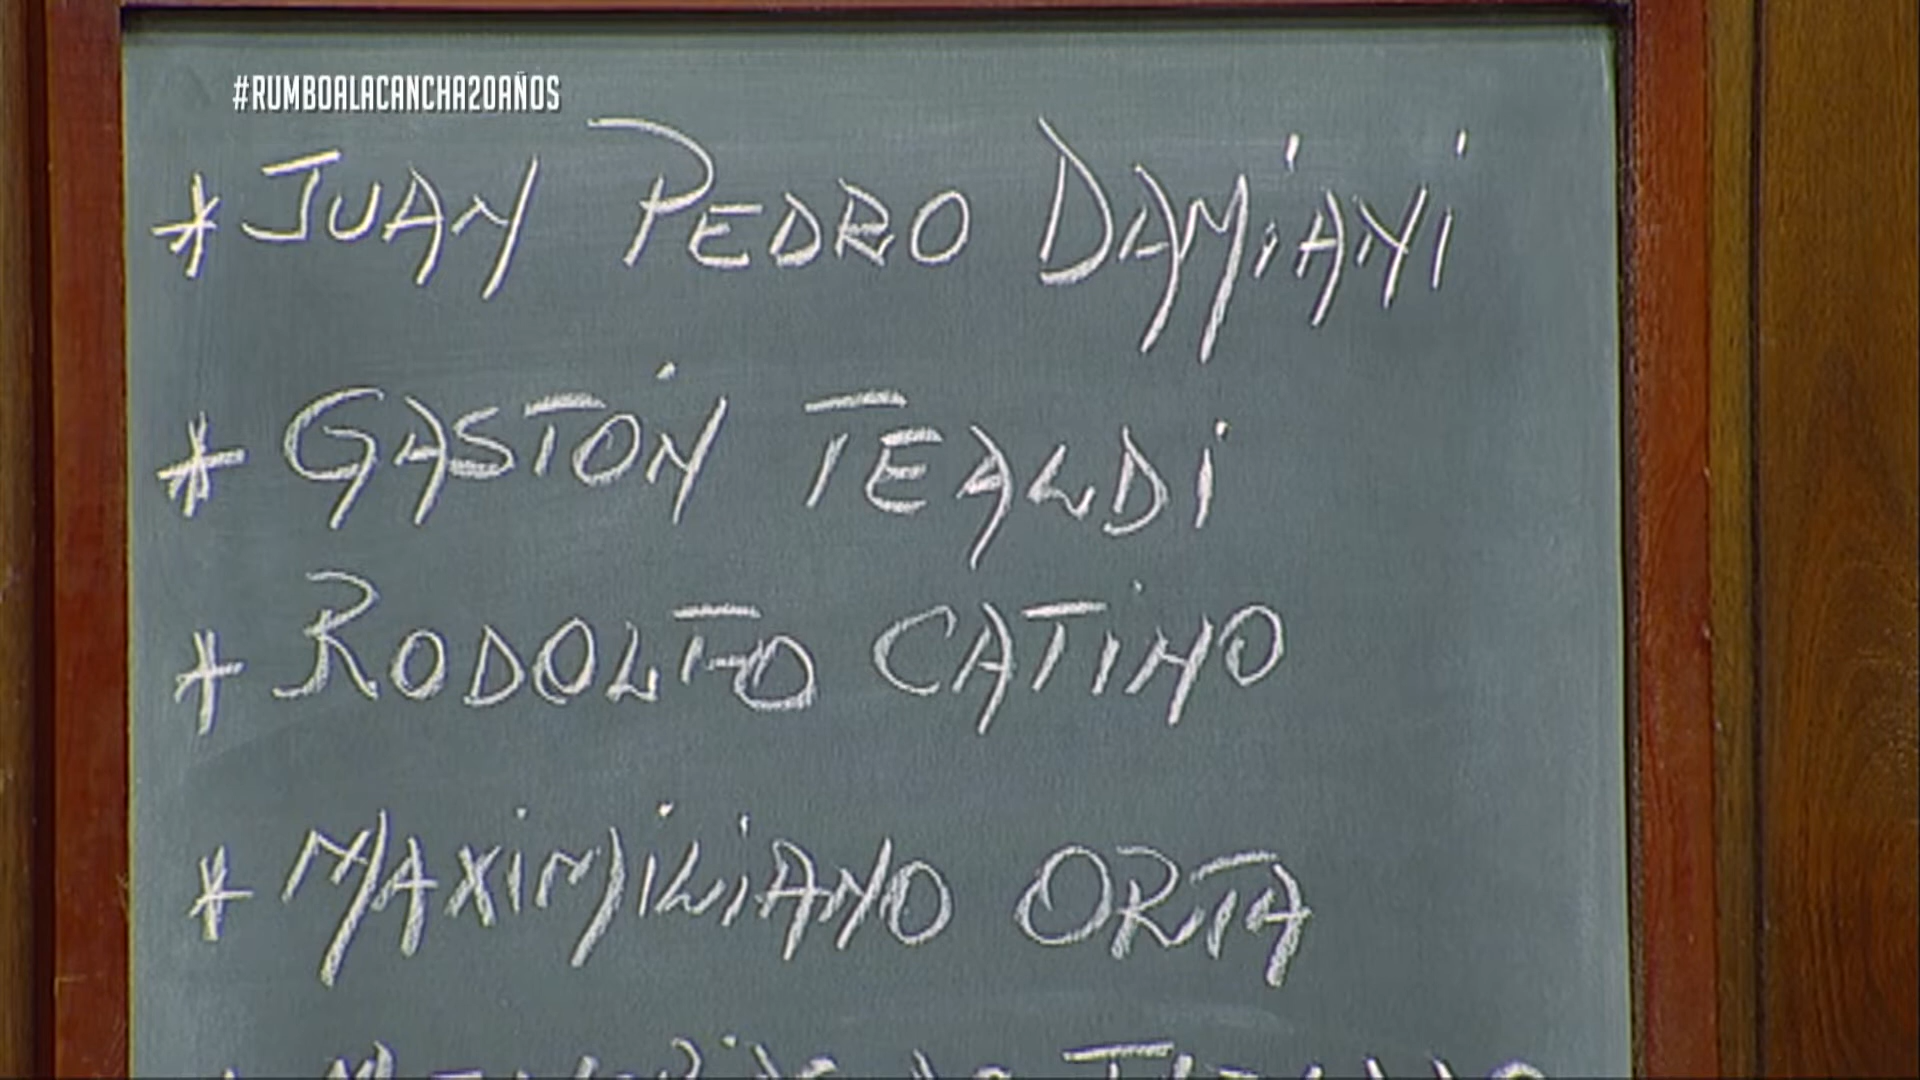 #RUMBOALACANCHA20AÑOS
* JUAN PEDRO DAMiANi
* GASTÓN TEALDi
* RODOLFO CATiNO
* MAXiMiLiANO ORTA